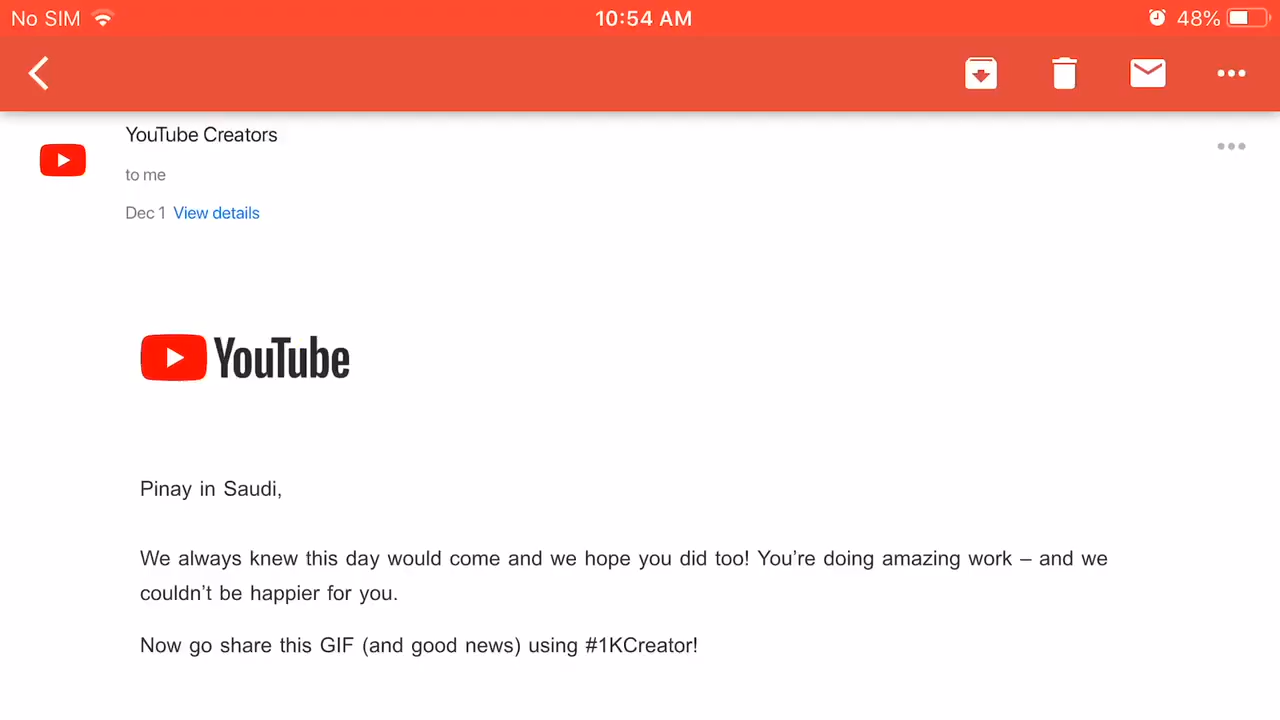 No SIM 10:54 AM 48%
YouTube Creators
to me
Dec 1 View details
YouTube
Pinay in Saudi,
We always knew this day would come and we hope you did too! You’re doing amazing work – and we
couldn’t be happier for you.
Now go share this GIF (and good news) using #1KCreator!